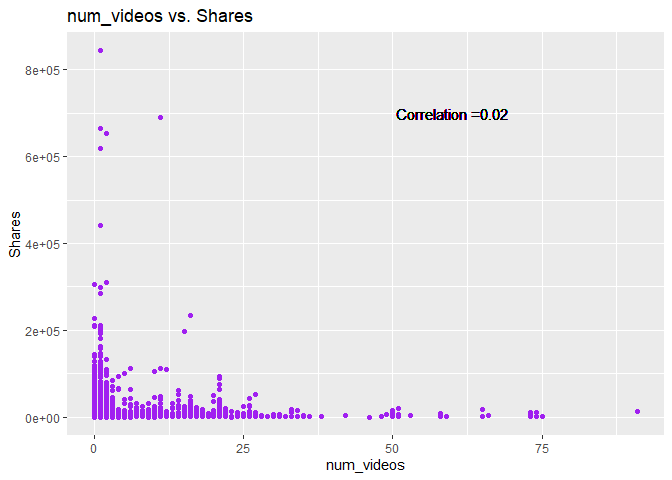 num_videos vs. Shares
8e+05
6e+05
4e+05
2e+05
0e+00
Shares
Correlation =0.02
0
25
50
75
num_videos